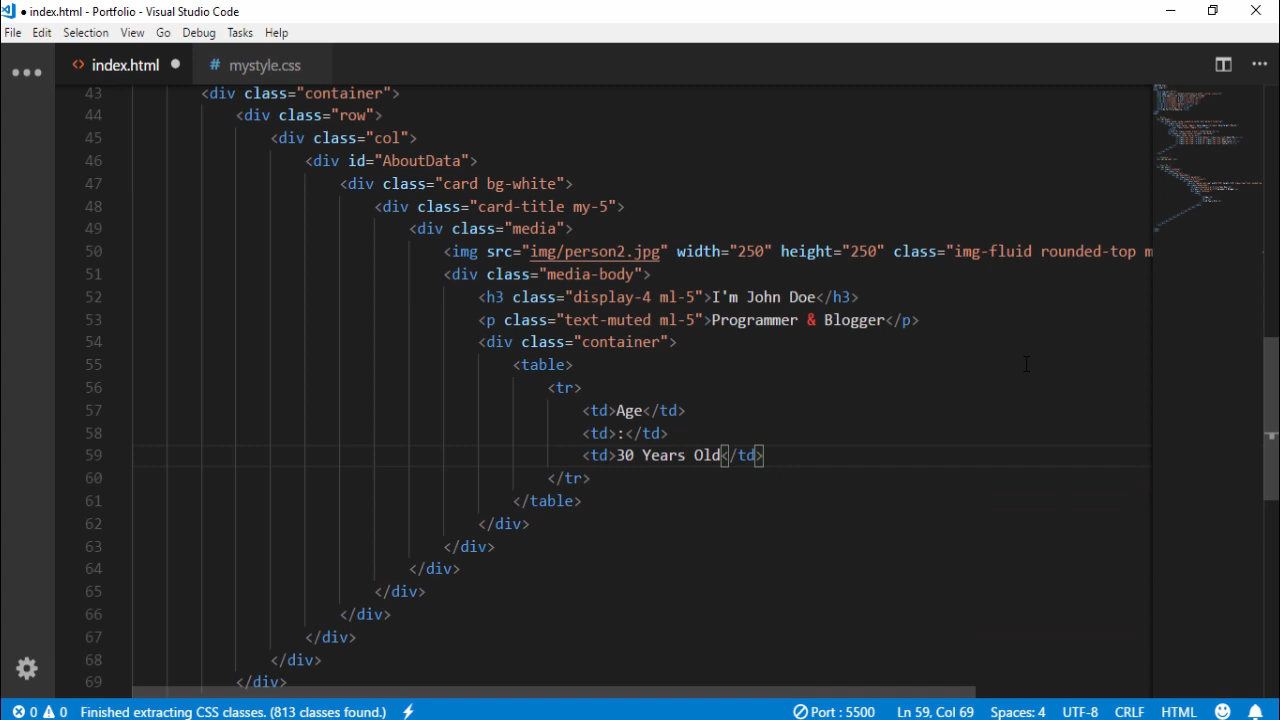 ● index.html - Portfolio - Visual Studio Code
File Edit Selection View Go Debug Tasks Help
<> index.html ● # mystyle.css
43 <div class="container">
44 <div class="row">
45 <div class="col">
46 <div id="AboutData">
47 <div class="card bg-white">
48 <div class="card-title my-5">
49 <div class="media">
50 <img src="img/person2.jpg" width="250" height="250" class="img-fluid rounded-top m
51 <div class="media-body">
52 <h3 class="display-4 ml-5">I'm John Doe</h3>
53 <p class="text-muted ml-5">Programmer & Blogger</p>
54 <div class="container">
55 <table>
56 <tr>
57 <td>Age</td>
58 <td>:</td>
59 <td>30 Years Old</td>
60 </tr>
61 </table>
62 </div>
63 </div>
64 </div>
65 </div>
66 </div>
67 </div>
68 </div>
69 </div>
0 0 Finished extracting CSS classes. (813 classes found.) Port : 5500 Ln 59, Col 69 Spaces: 4 UTF-8 CRLF HTML